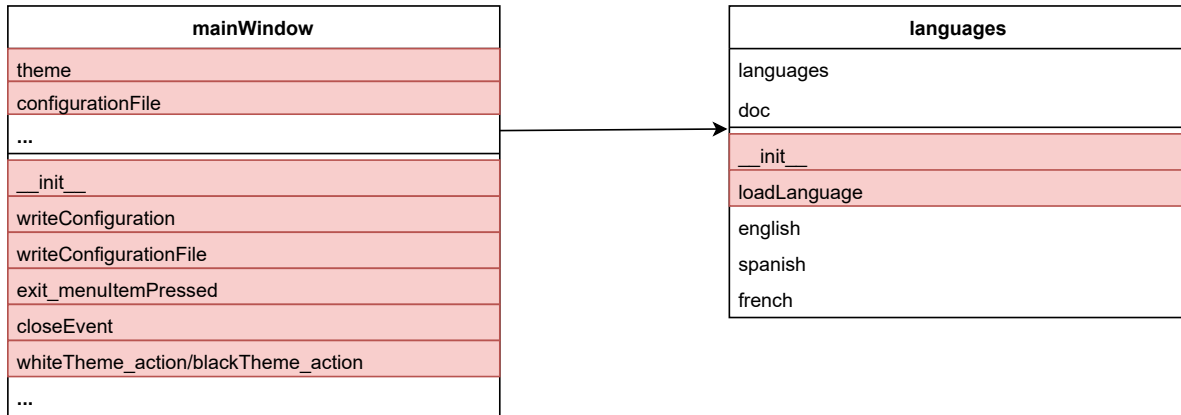 mainWindow
theme
configurationFile
...
__init__
writeConfiguration
writeConfigurationFile
exit_menuItemPressed
closeEvent
whiteTheme_action/blackTheme_action
...
languages
languages
doc
__init__
loadLanguage
english
spanish
french